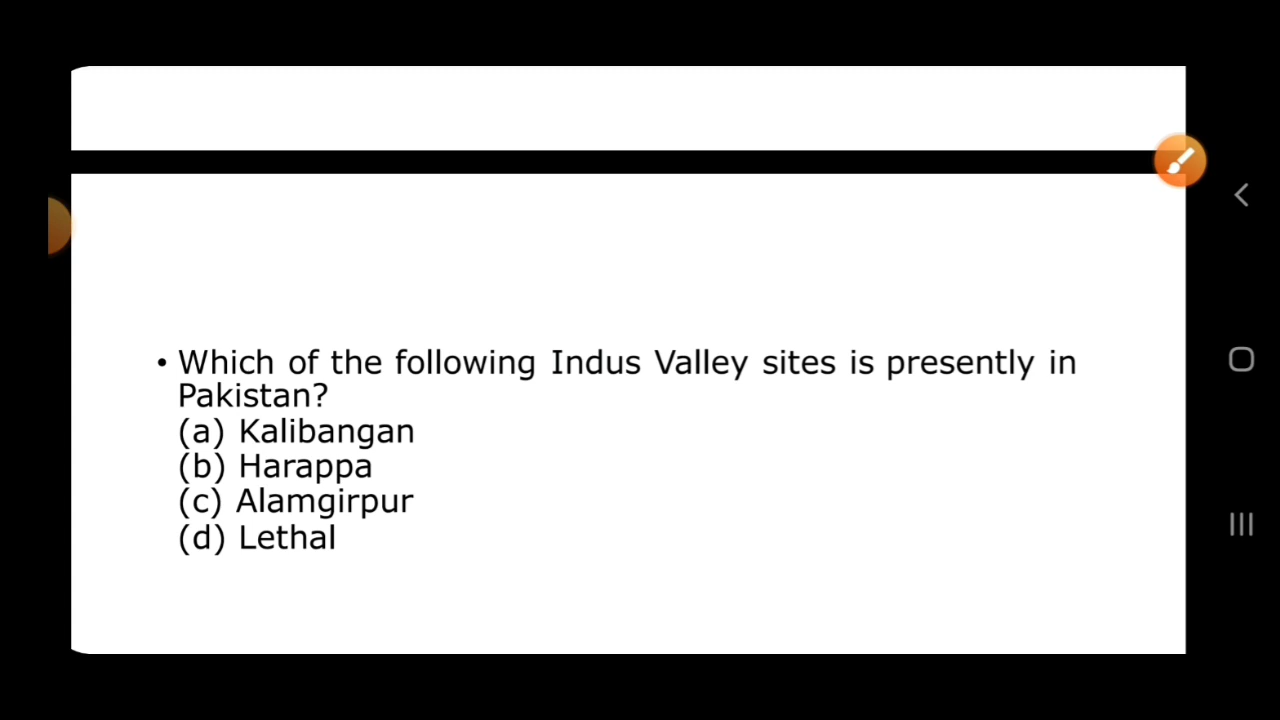 • Which of the following Indus Valley sites is presently in
Pakistan?
(a) Kalibangan
(b) Harappa
(c) Alamgirpur
(d) Lethal